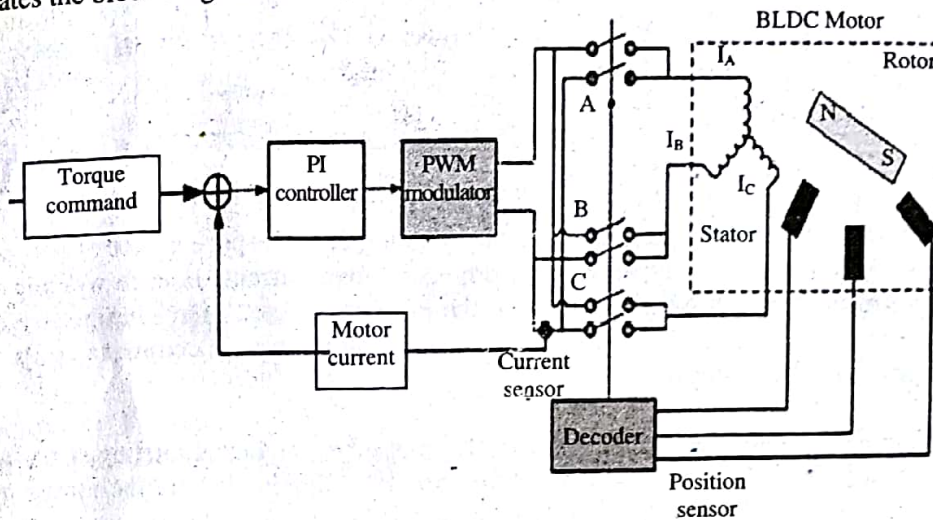 BLDC Motor
I_A
Rotor
N
S
A
I_B
I_C
Torque
command
PI
controller
PWM
modulator
B
Stator
C
Motor
current
Current
sensor
Decoder
Position
sensor